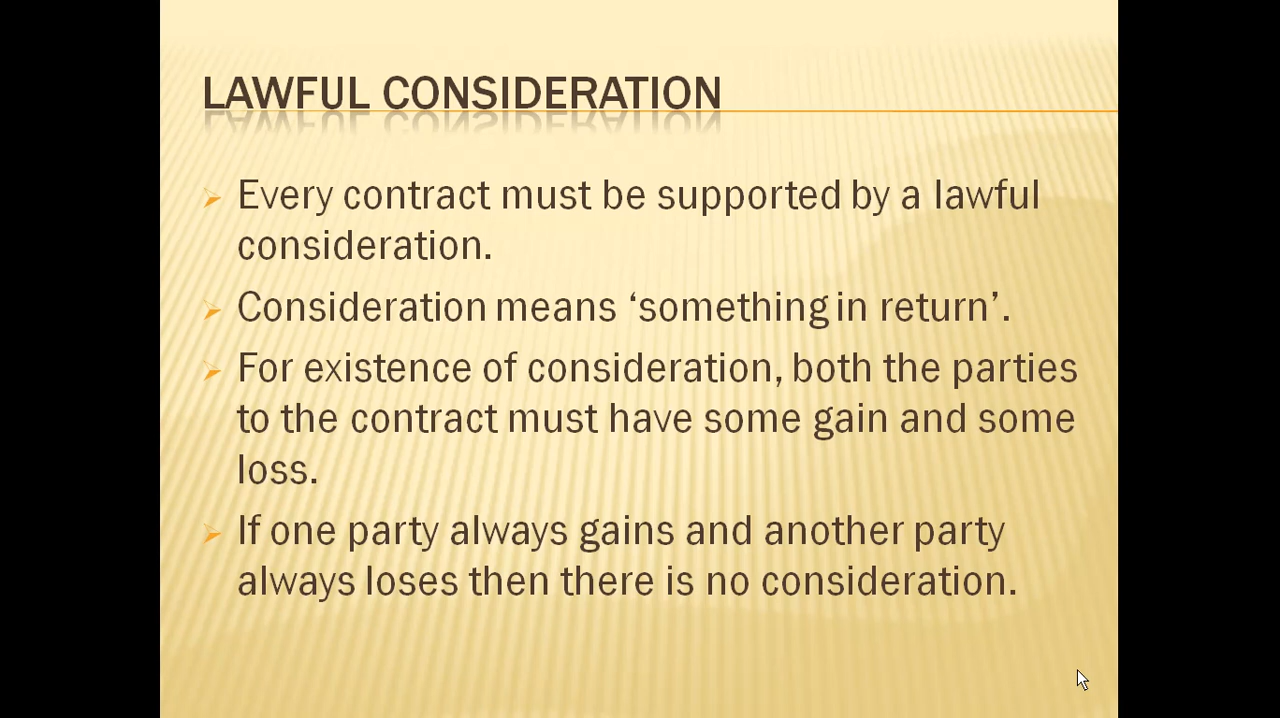 LAWFUL CONSIDERATION
Every contract must be supported by a lawful
consideration.
Consideration means ‘something in return’.
For existence of consideration, both the parties
to the contract must have some gain and some
loss.
If one party always gains and another party
always loses then there is no consideration.